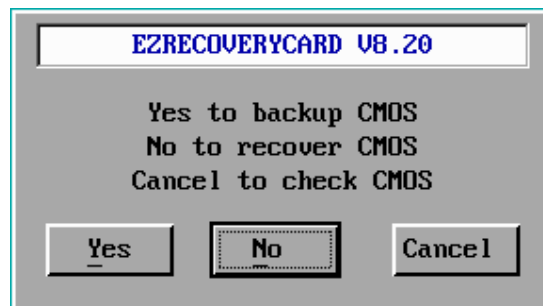 EZRECOVERYCARD V8.20
Yes to backup CMOS
No to recover CMOS
Cancel to check CMOS
Yes No Cancel